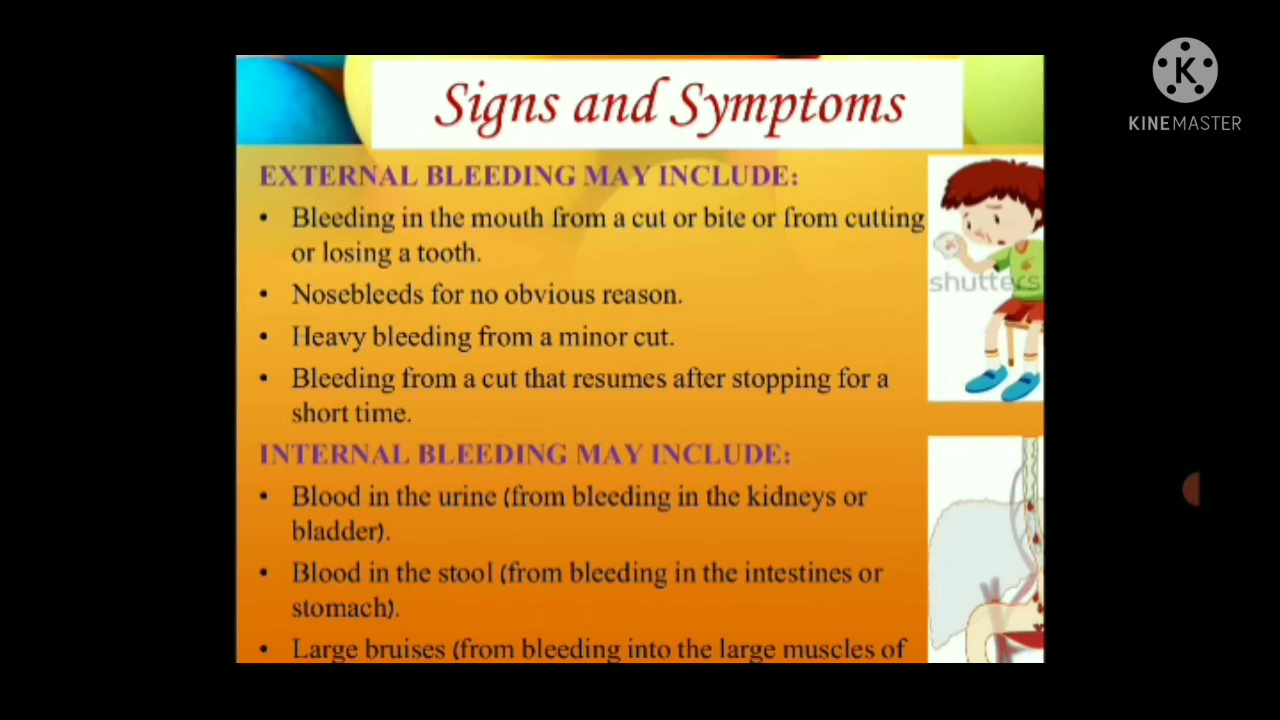 Signs and Symptoms
KINEMASTER
EXTERNAL BLEEDING MAY INCLUDE:
• Bleeding in the mouth from a cut or bite or from cutting
or losing a tooth.
• Nosebleeds for no obvious reason.
shutters
• Heavy bleeding from a minor cut.
• Bleeding from a cut that resumes after stopping for a
short time.
INTERNAL BLEEDING MAY INCLUDE:
• Blood in the urine (from bleeding in the kidneys or
bladder).
• Blood in the stool (from bleeding in the intestines or
stomach).
• Large bruises (from bleeding into the large muscles of